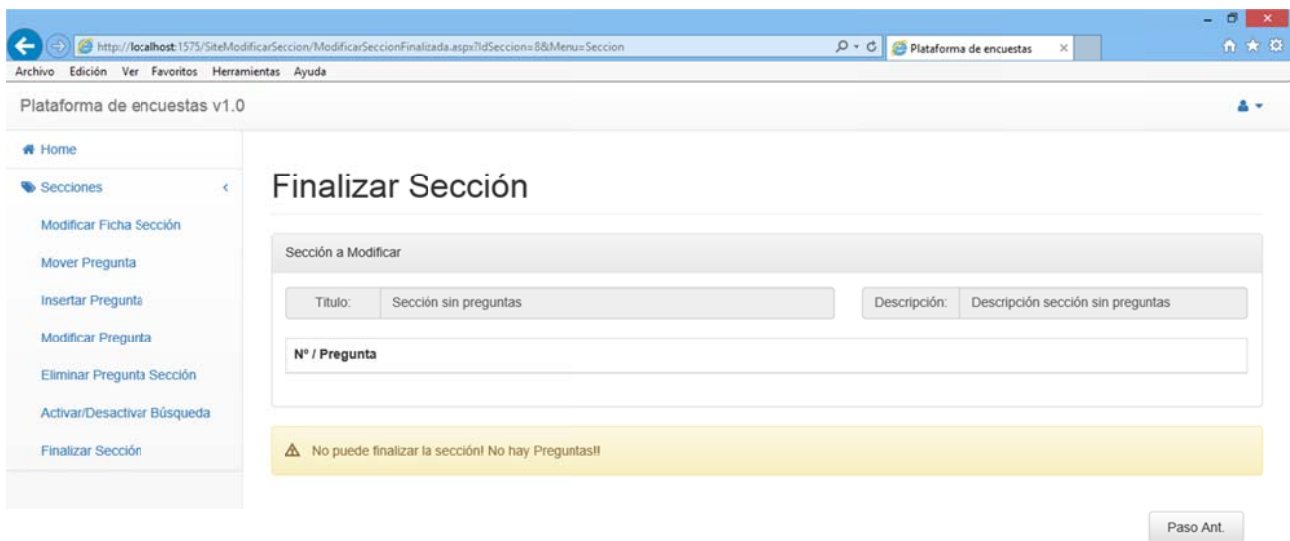 http://localhost:1575/SiteModificarSeccion/ModificarSeccionFinalizada.aspx?IdSeccion=8&Menu=Seccion
Plataforma de encuestas
Archivo Edición Ver Favoritos Herramientas Ayuda
Plataforma de encuestas v1.0
Home
Secciones
Modificar Ficha Sección
Mover Pregunta
Insertar Pregunta
Modificar Pregunta
Eliminar Pregunta Sección
Activar/Desactivar Búsqueda
Finalizar Sección
Finalizar Sección
Sección a Modificar
Titulo: Sección sin preguntas
Descripción: Descripción sección sin preguntas
Nº / Pregunta
No puede finalizar la sección! No hay Preguntas!!
Paso Ant.